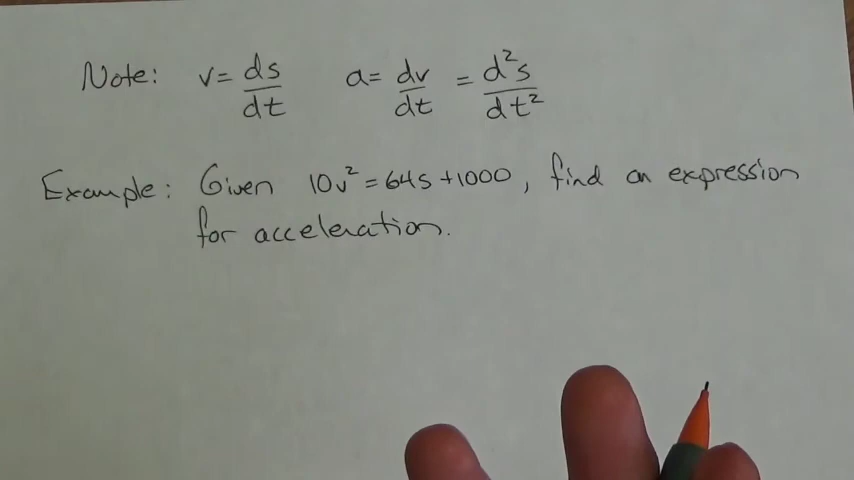 Note: v = ds/dt a = dv/dt = d²s/dt²
Example: Given 10v² = 64s + 1000, find an expression
for acceleration.